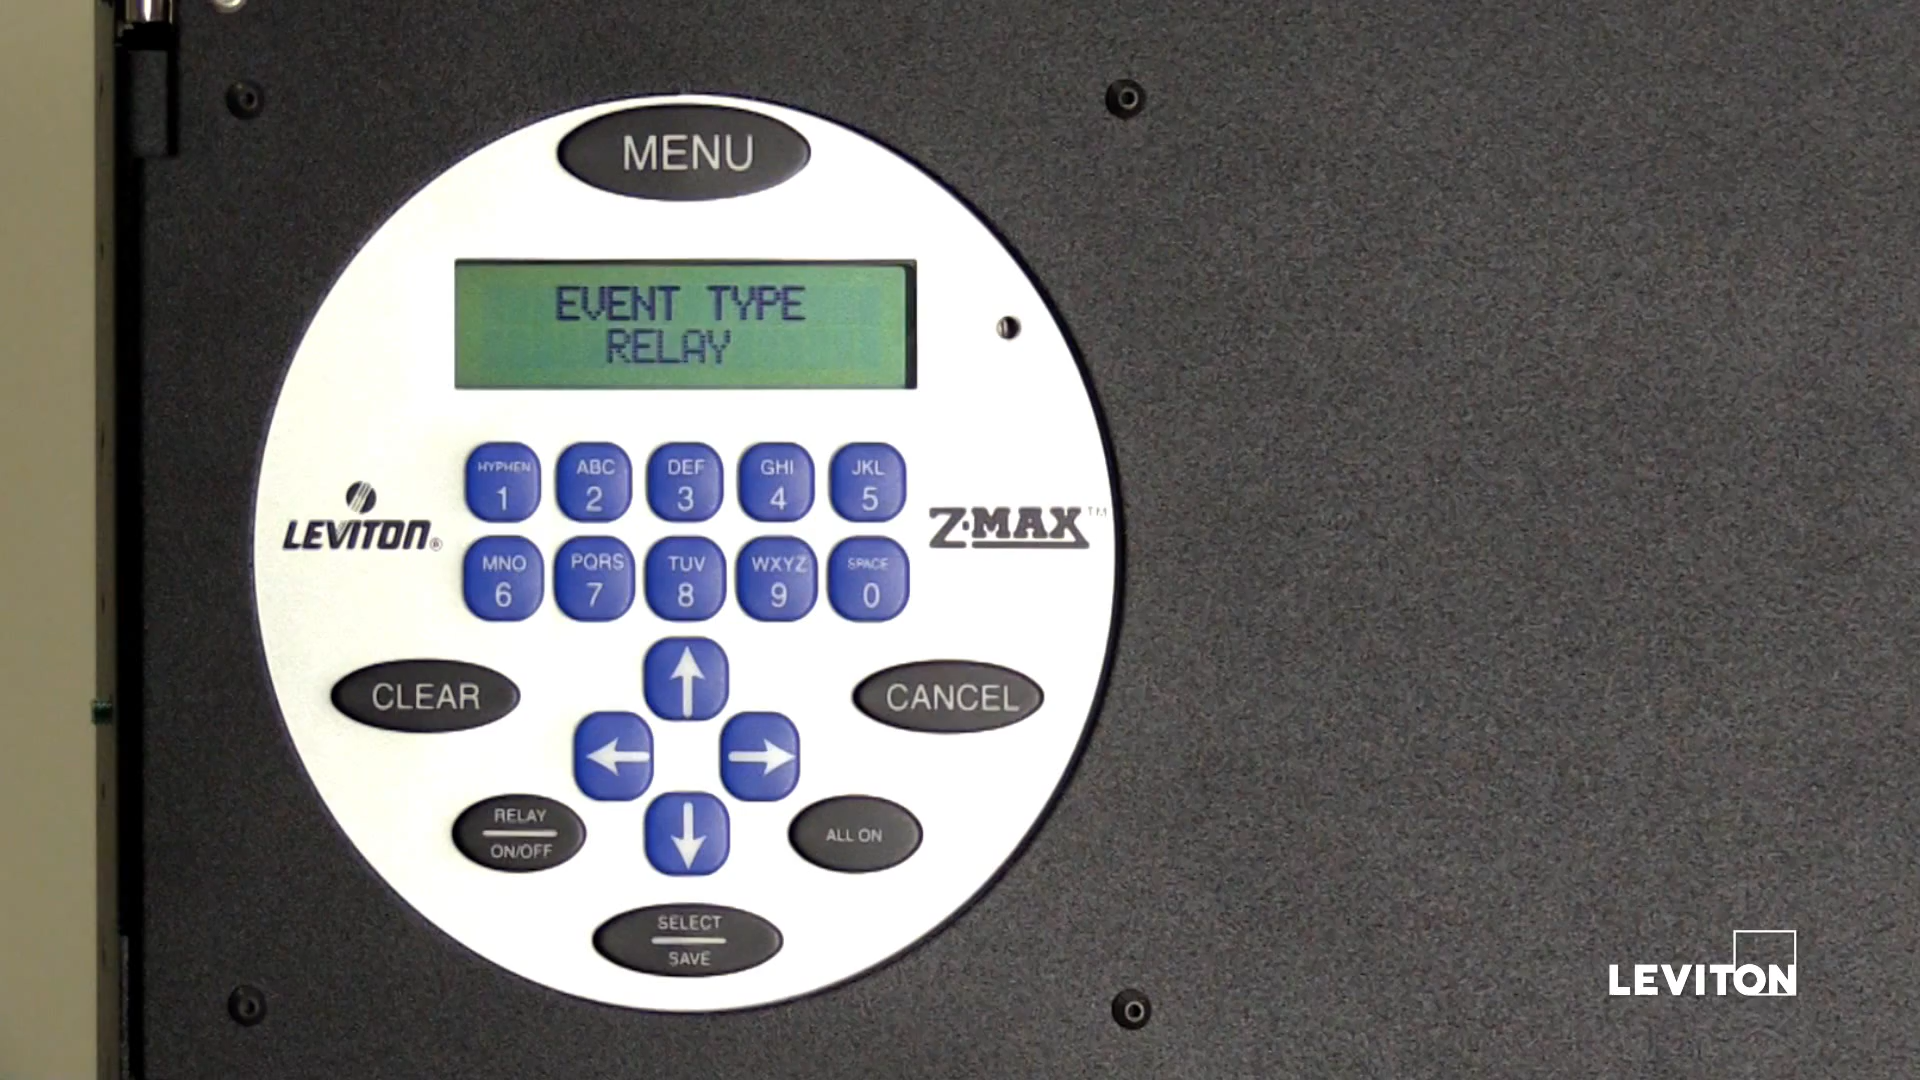 MENU
EVENT TYPE
RELAY
HYPHEN
1
ABC
2
DEF
3
GHI
4
JKL
5
LEVITON®
Z·MAX™
MNO
6
PQRS
7
TUV
8
WXYZ
9
SPACE
0
CLEAR
CANCEL
RELAY
ON/OFF
ALL ON
SELECT
SAVE
LEVITON